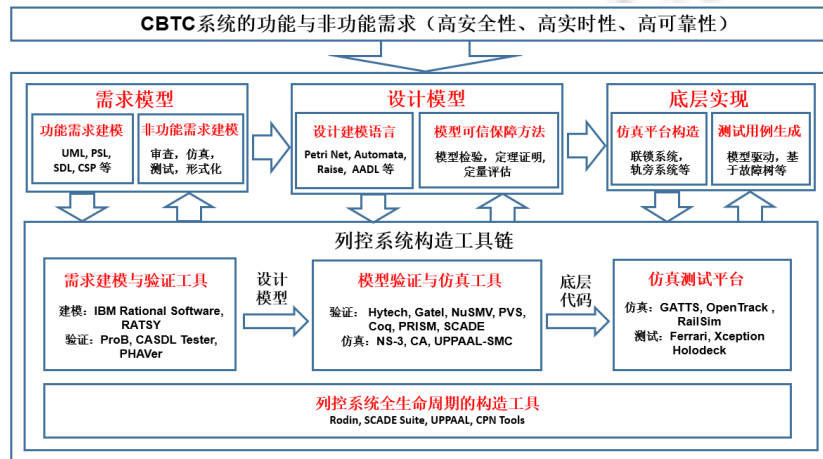 CBTC系统的功能与非功能需求（高安全性、高实时性、高可靠性）
需求模型
功能需求建模
UML, PSL,
SDL, CSP 等
非功能需求建模
审查，仿真，
测试，形式化
设计模型
设计建模语言
Petri Net, Automata,
Raise, AADL 等
模型可信保障方法
模型检验，定理证明，
定量评估
底层实现
仿真平台构造
联锁系统，
轨旁系统等
测试用例生成
模型驱动，基
于故障树等
列控系统构造工具链
需求建模与验证工具
建模：IBM Rational Software,
RATSY
验证：ProB, CASDL Tester,
PHAVer
设计
模型
模型验证与仿真工具
验证： Hytech, Gatel, NuSMV, PVS,
Coq, PRISM, SCADE
仿真：NS-3, CA, UPPAAL-SMC
底层
代码
仿真测试平台
仿真：GATTS, OpenTrack ,
RailSim
测试：Ferrari, Xception
Holodeck
列控系统全生命周期的构造工具
Rodin, SCADE Suite, UPPAAL, CPN Tools